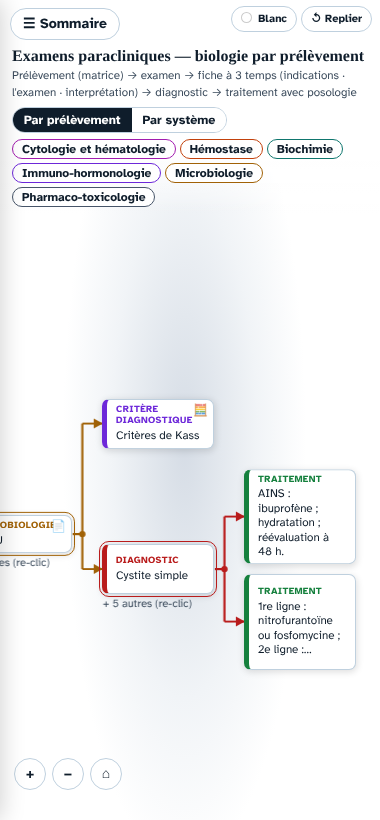 ☰ Sommaire
Blanc
↺ Replier
Examens paracliniques — biologie par prélèvement
Prélèvement (matrice) → examen → fiche à 3 temps (indications ·
l'examen · interprétation) → diagnostic → traitement avec posologie
Par prélèvement
Par système
Cytologie et hématologie
Hémostase
Biochimie
Immuno-hormonologie
Microbiologie
Pharmaco-toxicologie
CRITÈRE
DIAGNOSTIQUE
Critères de Kass
OBIOLOGIE
es (re-clic)
DIAGNOSTIC
Cystite simple
+ 5 autres (re-clic)
TRAITEMENT
AINS :
ibuprofène ;
hydratation ;
réévaluation à
48 h.
TRAITEMENT
1re ligne :
nitrofurantoïne
ou fosfomycine ;
2e ligne :...
+
−
⌂